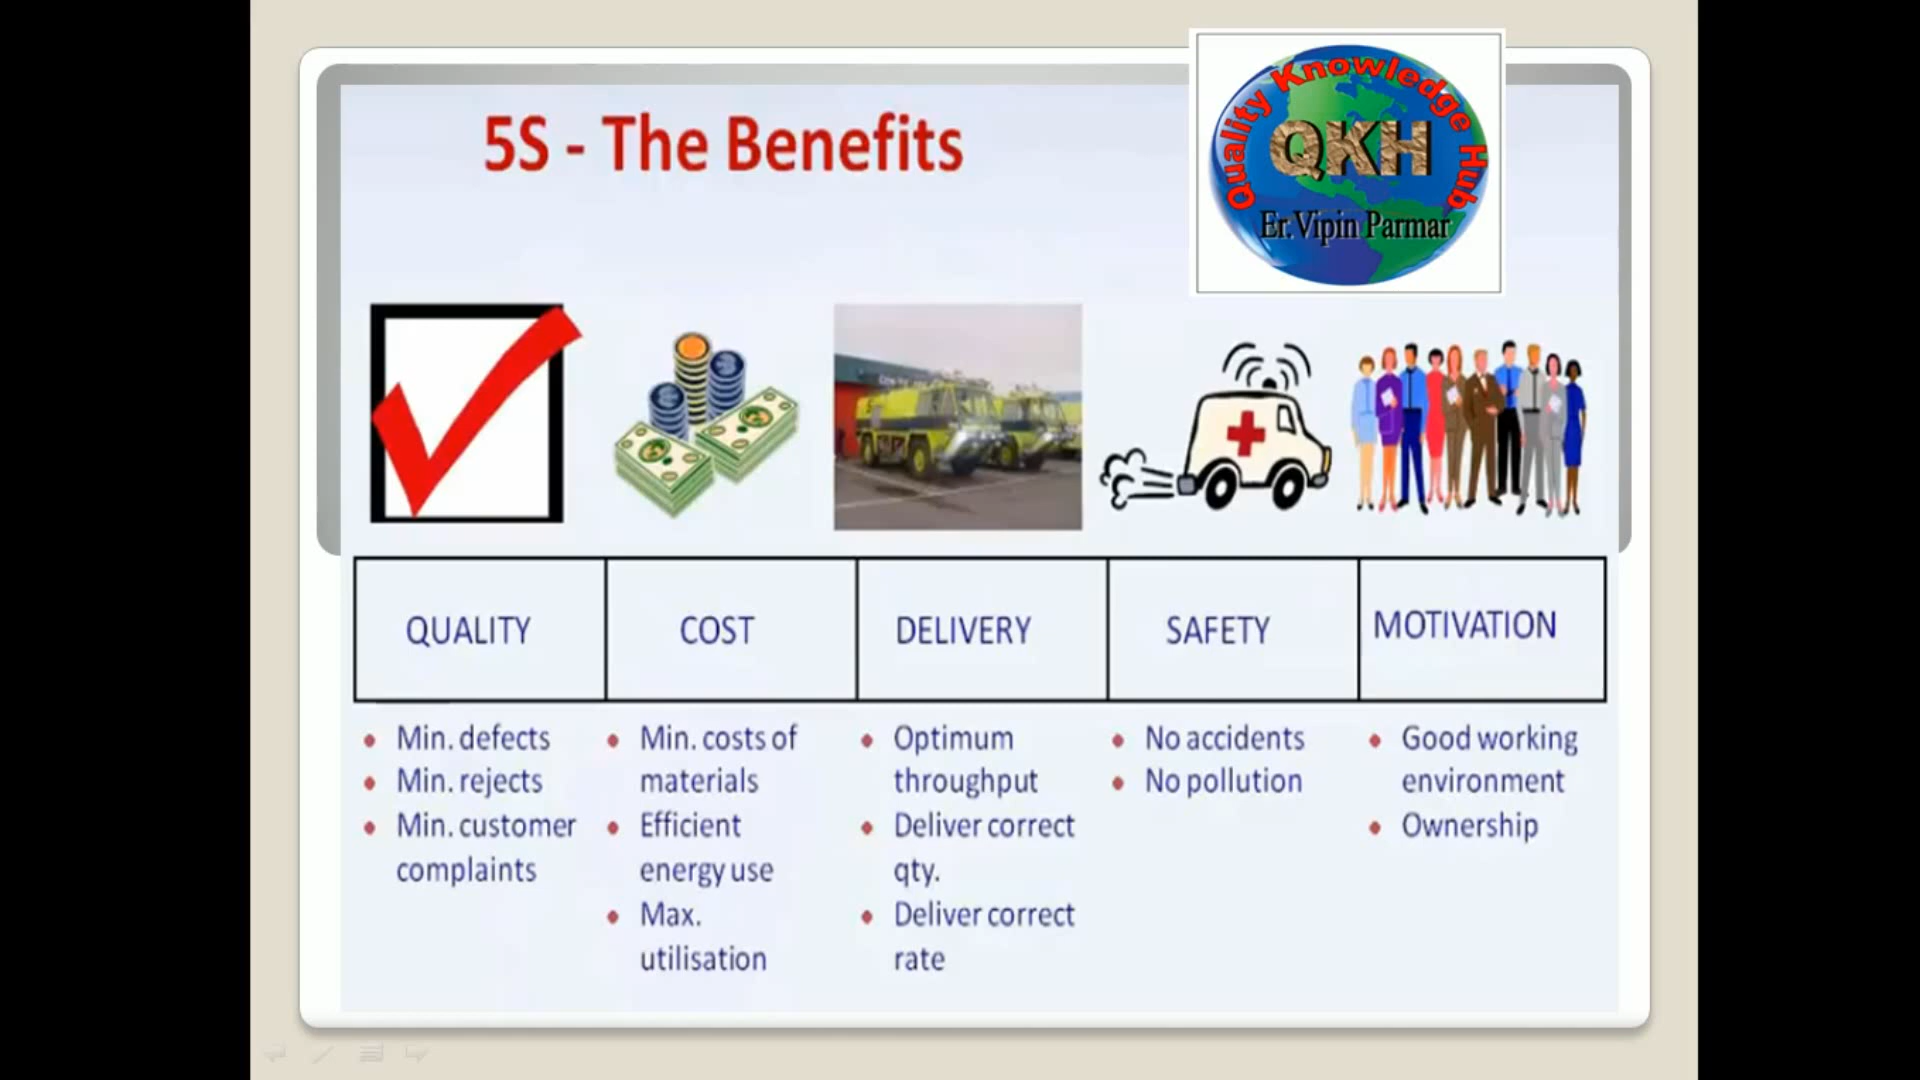 5S - The Benefits
Quality Knowledge Hub
QKH
Er.Vipin Parmar
QUALITY
COST
DELIVERY
SAFETY
MOTIVATION
Min. defects
Min. rejects
Min. customer
complaints
Min. costs of
materials
Efficient
energy use
Max.
utilisation
Optimum
throughput
Deliver correct
qty.
Deliver correct
rate
No accidents
No pollution
Good working
environment
Ownership